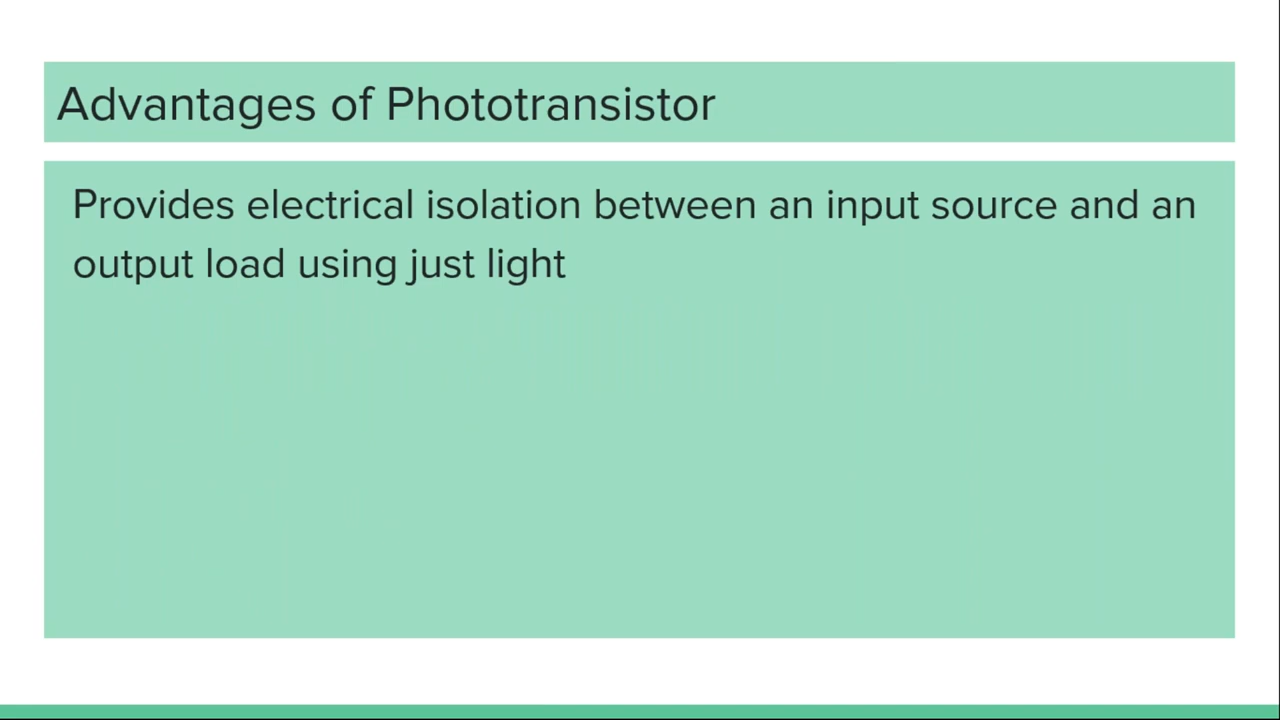 Advantages of Phototransistor
Provides electrical isolation between an input source and an
output load using just light